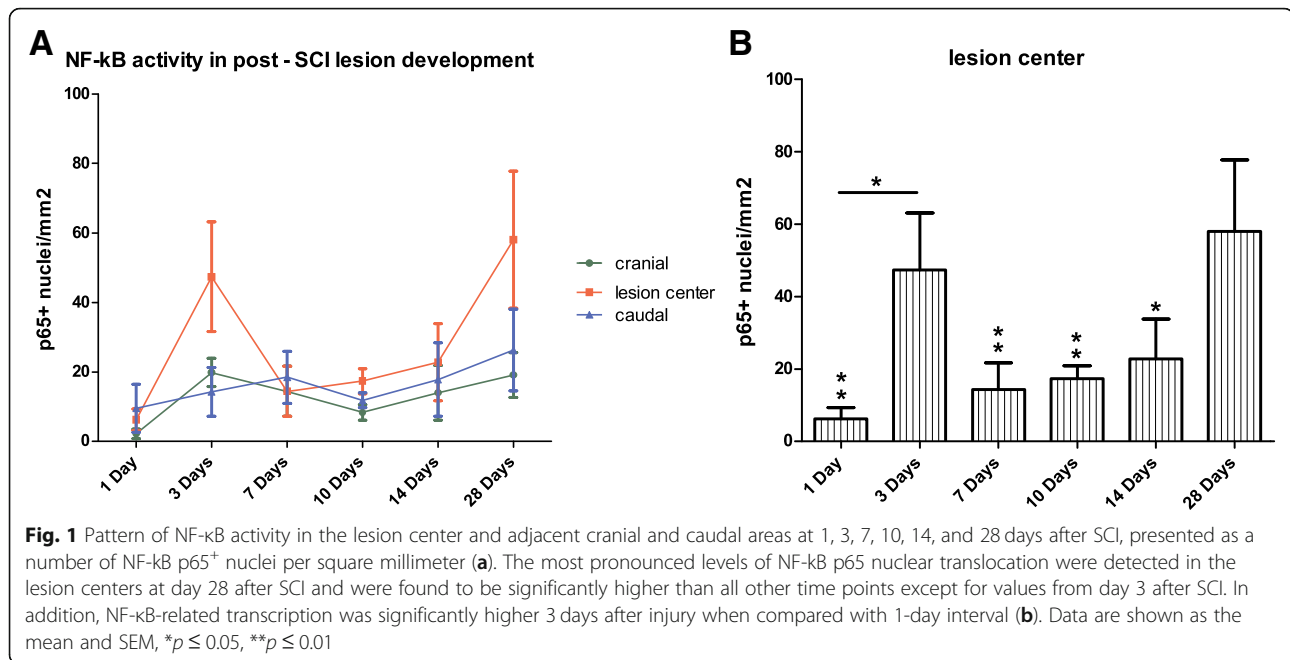 A
NF-kB activity in post - SCI lesion development
100
80
60
40
20
0
p65+ nuclei/mm2
1 Day
3 Days
7 Days
10 Days
14 Days
28 Days
cranial
lesion center
caudal
B
lesion center
100
80
60
40
20
0
p65+ nuclei/mm2
*
**
**
**
*
1 Day
3 Days
7 Days
10 Days
14 Days
28 Days
Fig. 1 Pattern of NF-κB activity in the lesion center and adjacent cranial and caudal areas at 1, 3, 7, 10, 14, and 28 days after SCI, presented as a
number of NF-kB p65+ nuclei per square millimeter (a). The most pronounced levels of NF-kB p65 nuclear translocation were detected in the
lesion centers at day 28 after SCI and were found to be significantly higher than all other time points except for values from day 3 after SCI. In
addition, NF-κB-related transcription was significantly higher 3 days after injury when compared with 1-day interval (b). Data are shown as the
mean and SEM, *p ≤ 0.05, **p ≤ 0.01